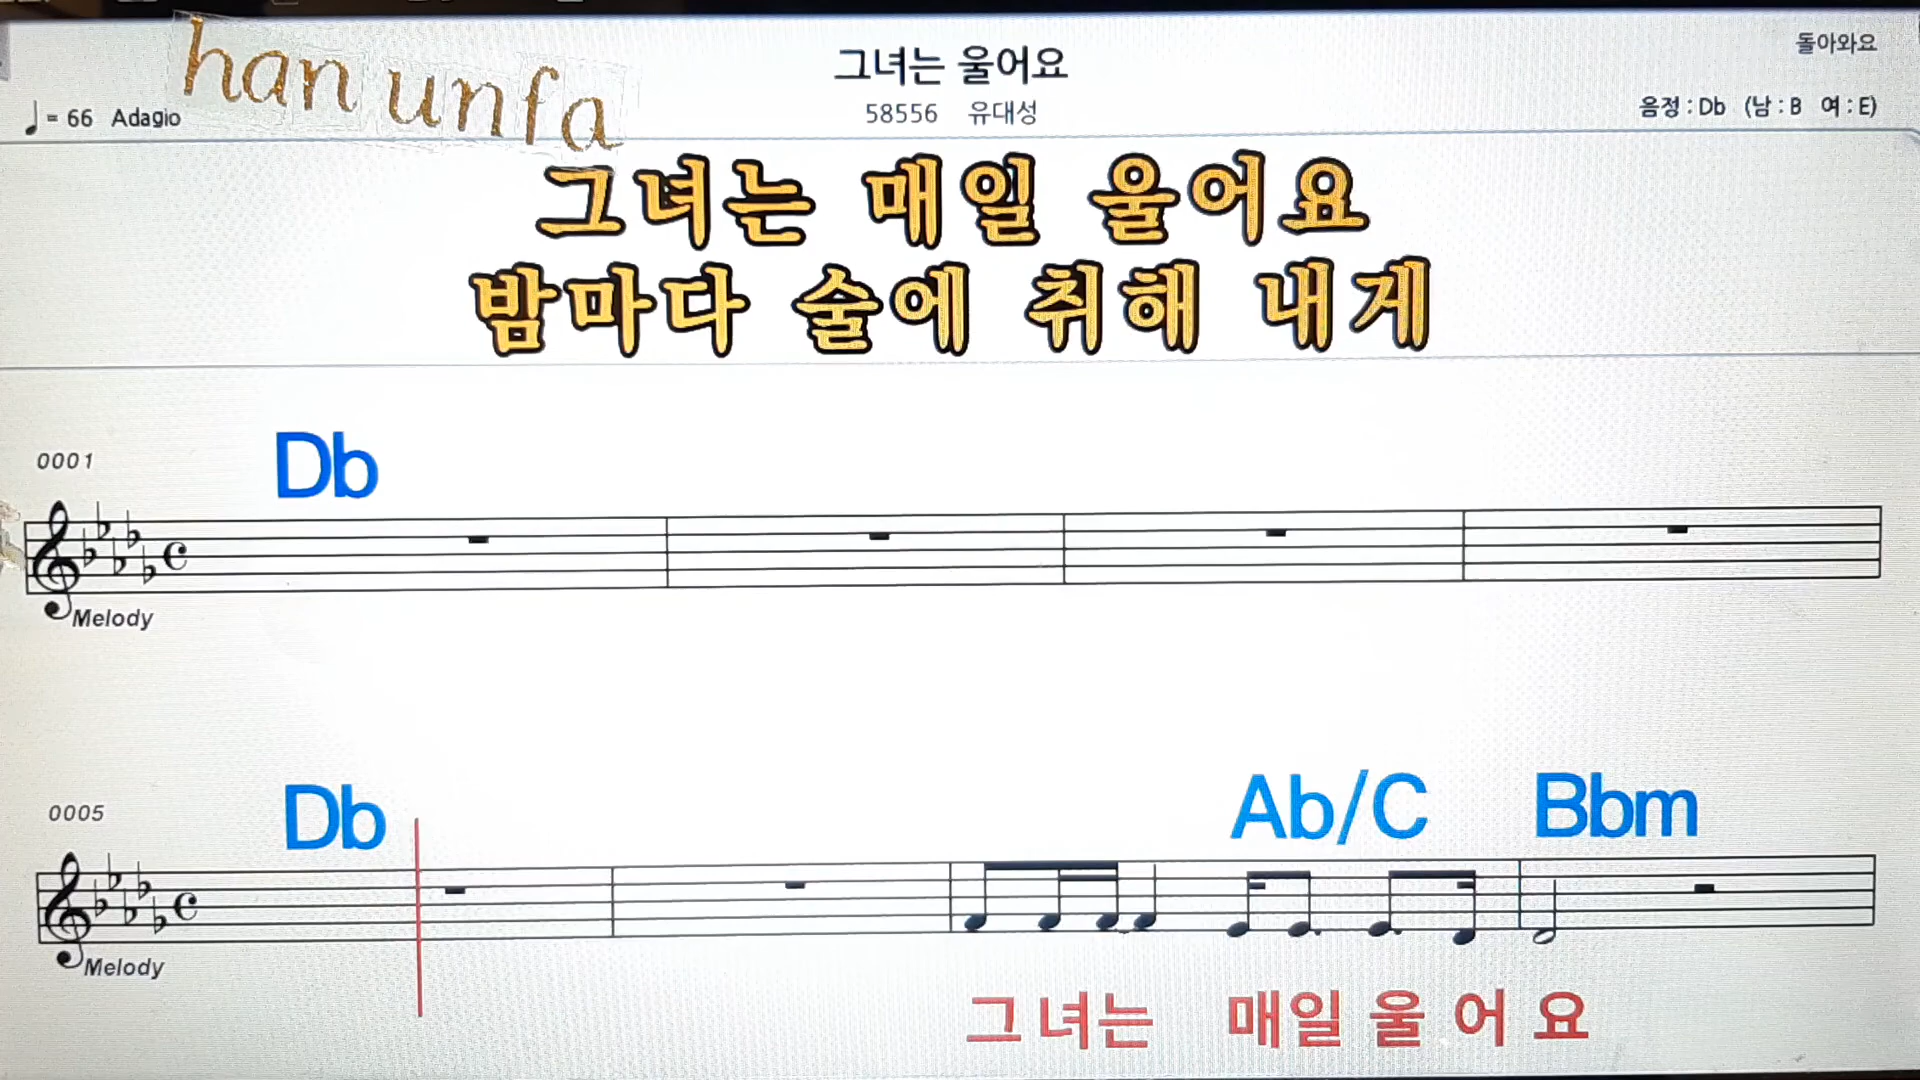 han unfa
그녀는 울어요
돌아와요
♩= 66 Adagio
58556 유대성
음정 : Db (남 : B 여 : E)
그녀는 매일 울어요
밤마다 술에 취해 내게
0001
Db
Melody
0005
Db Ab/C Bbm
Melody
그녀는 매일울어요